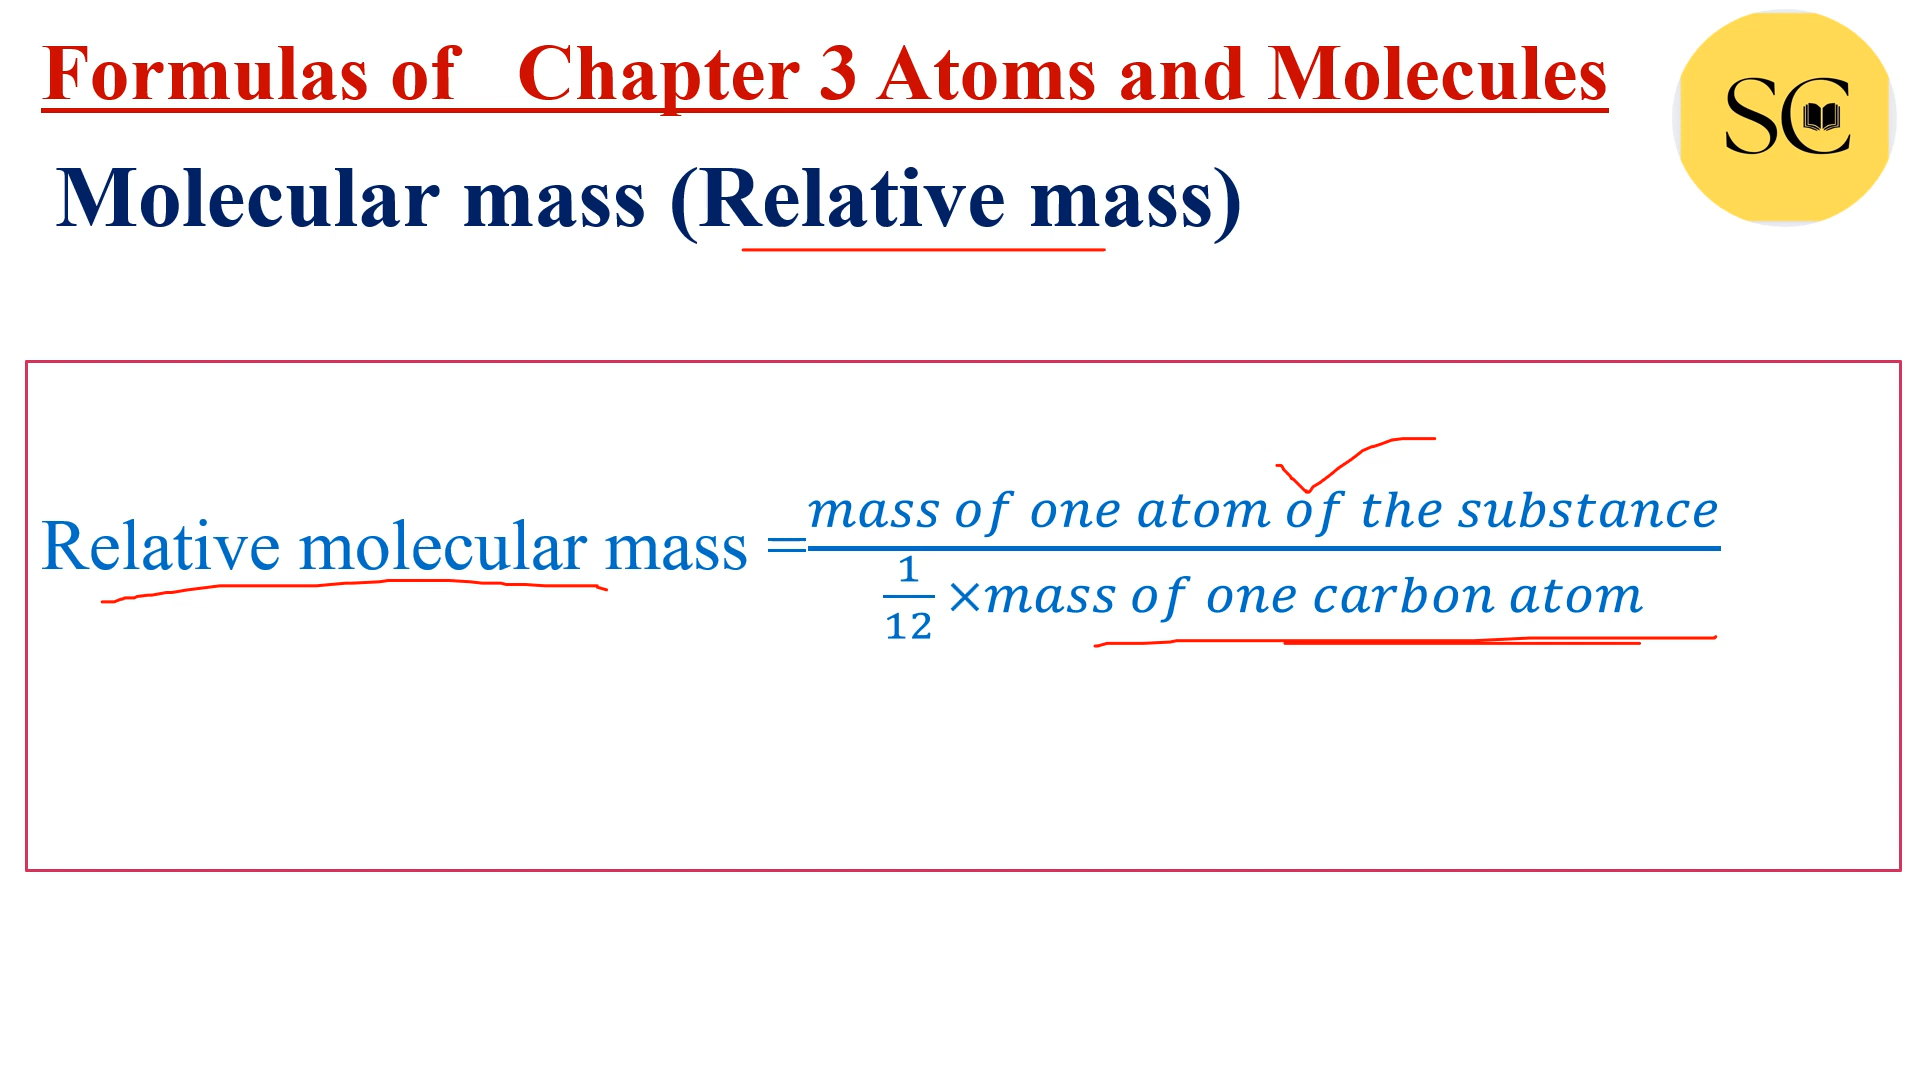 Formulas of Chapter 3 Atoms and Molecules
SC
Molecular mass (Relative mass)
Relative molecular mass = mass of one atom of the substance
1/12 ×mass of one carbon atom